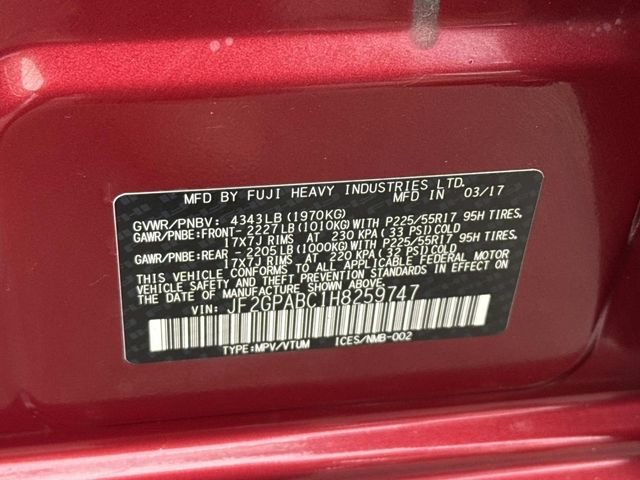 MFD BY FUJI HEAVY INDUSTRIES LTD.
MFD IN 03/17
GVWR/PNBV: 4343LB(1970KG)
GAWR/PNBE:FRONT- 2227LB(1010KG)WITH P225/55R17 95H TIRES.
17X7J RIMS AT 230 KPA(33 PSI)COLD
GAWR/PNBE:REAR - 2205LB(1000KG)WITH P225/55R17 95H TIRES.
17X7J RIMS AT 220 KPA(32 PSI)COLD
THIS VEHICLE CONFORMS TO ALL APPLICABLE FEDERAL MOTOR
VEHICLE SAFETY AND THEFT PREVENTION STANDARDS IN
EFFECT ON THE DATE OF MANUFACTURE SHOWN ABOVE.
VIN: JF2GPABC1H8259747
TYPE:MPV/VTUM ICES/NMB-002